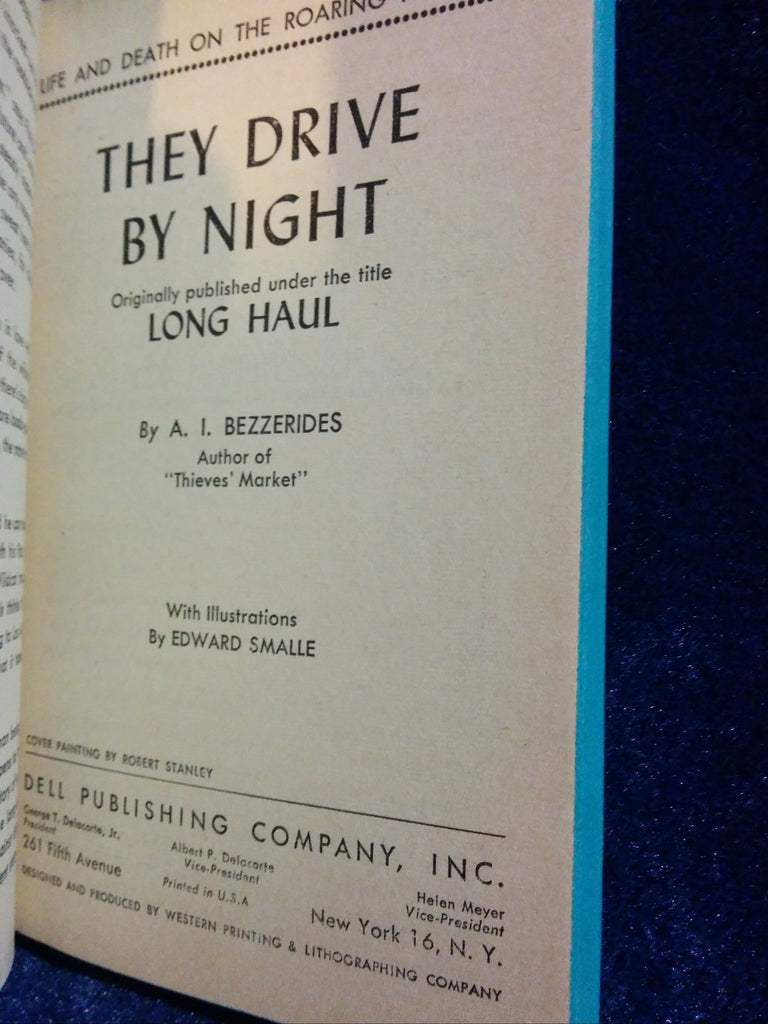 LIFE AND DEATH ON THE ROARING
THEY DRIVE
BY NIGHT
Originally published under the title
LONG HAUL
By A. I. BEZZERIDES
Author of
"Thieves' Market"
With Illustrations
By EDWARD SMALLE
COVER PAINTING BY ROBERT STANLEY
DELL PUBLISHING COMPANY, INC.
George T. Delacorte, Jr.
President
Albert P. Delacorte
Vice-President
Helen Meyer
Vice-President
261 Fifth Avenue
Printed in U.S.A
New York 16, N. Y.
DESIGNED AND PRODUCED BY WESTERN PRINTING & LITHOGRAPHING COMPANY